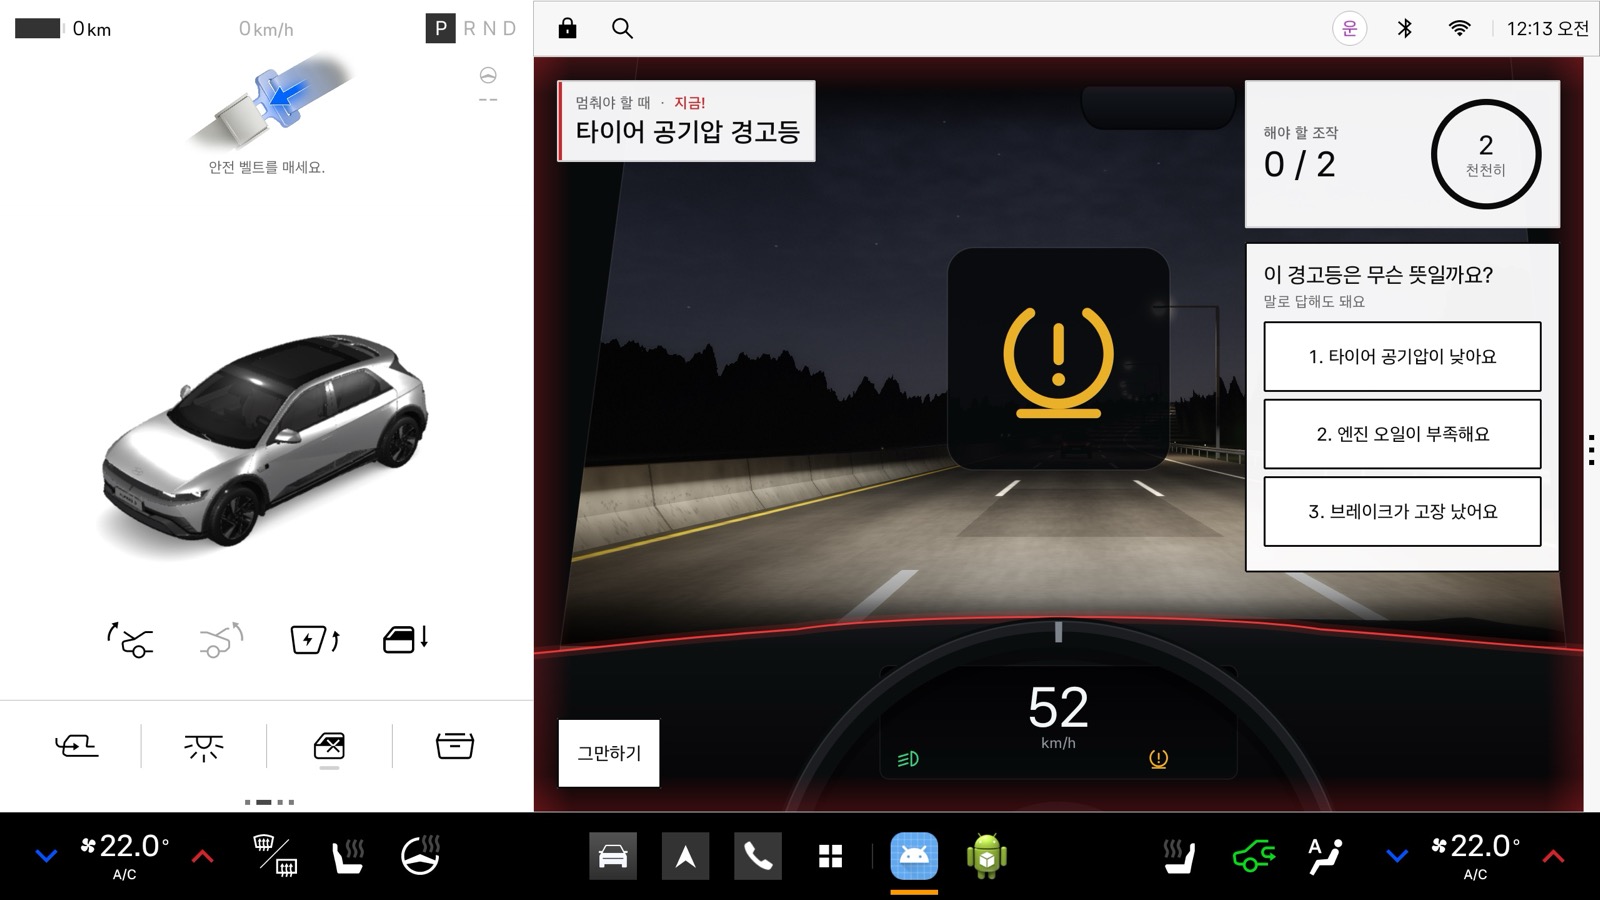 0 km
0 km/h
P R N D
안전 벨트를 매세요.
운
12:13 오전
멈춰야 할 때 · 지금!
타이어 공기압 경고등
해야 할 조작
0 / 2
2
천천히
이 경고등은 무슨 뜻일까요?
말로 답해도 돼요
1. 타이어 공기압이 낮아요
2. 엔진 오일이 부족해요
3. 브레이크가 고장 났어요
52
km/h
그만하기
22.0°
A/C
A
22.0°
A/C